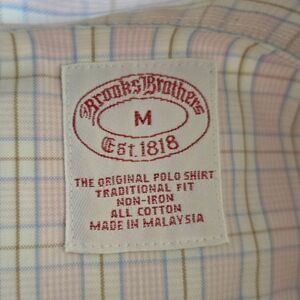 Brooks Brothers
M
Est. 1818
THE ORIGINAL POLO SHIRT
TRADITIONAL FIT
NON-IRON
ALL COTTON
MADE IN MALAYSIA